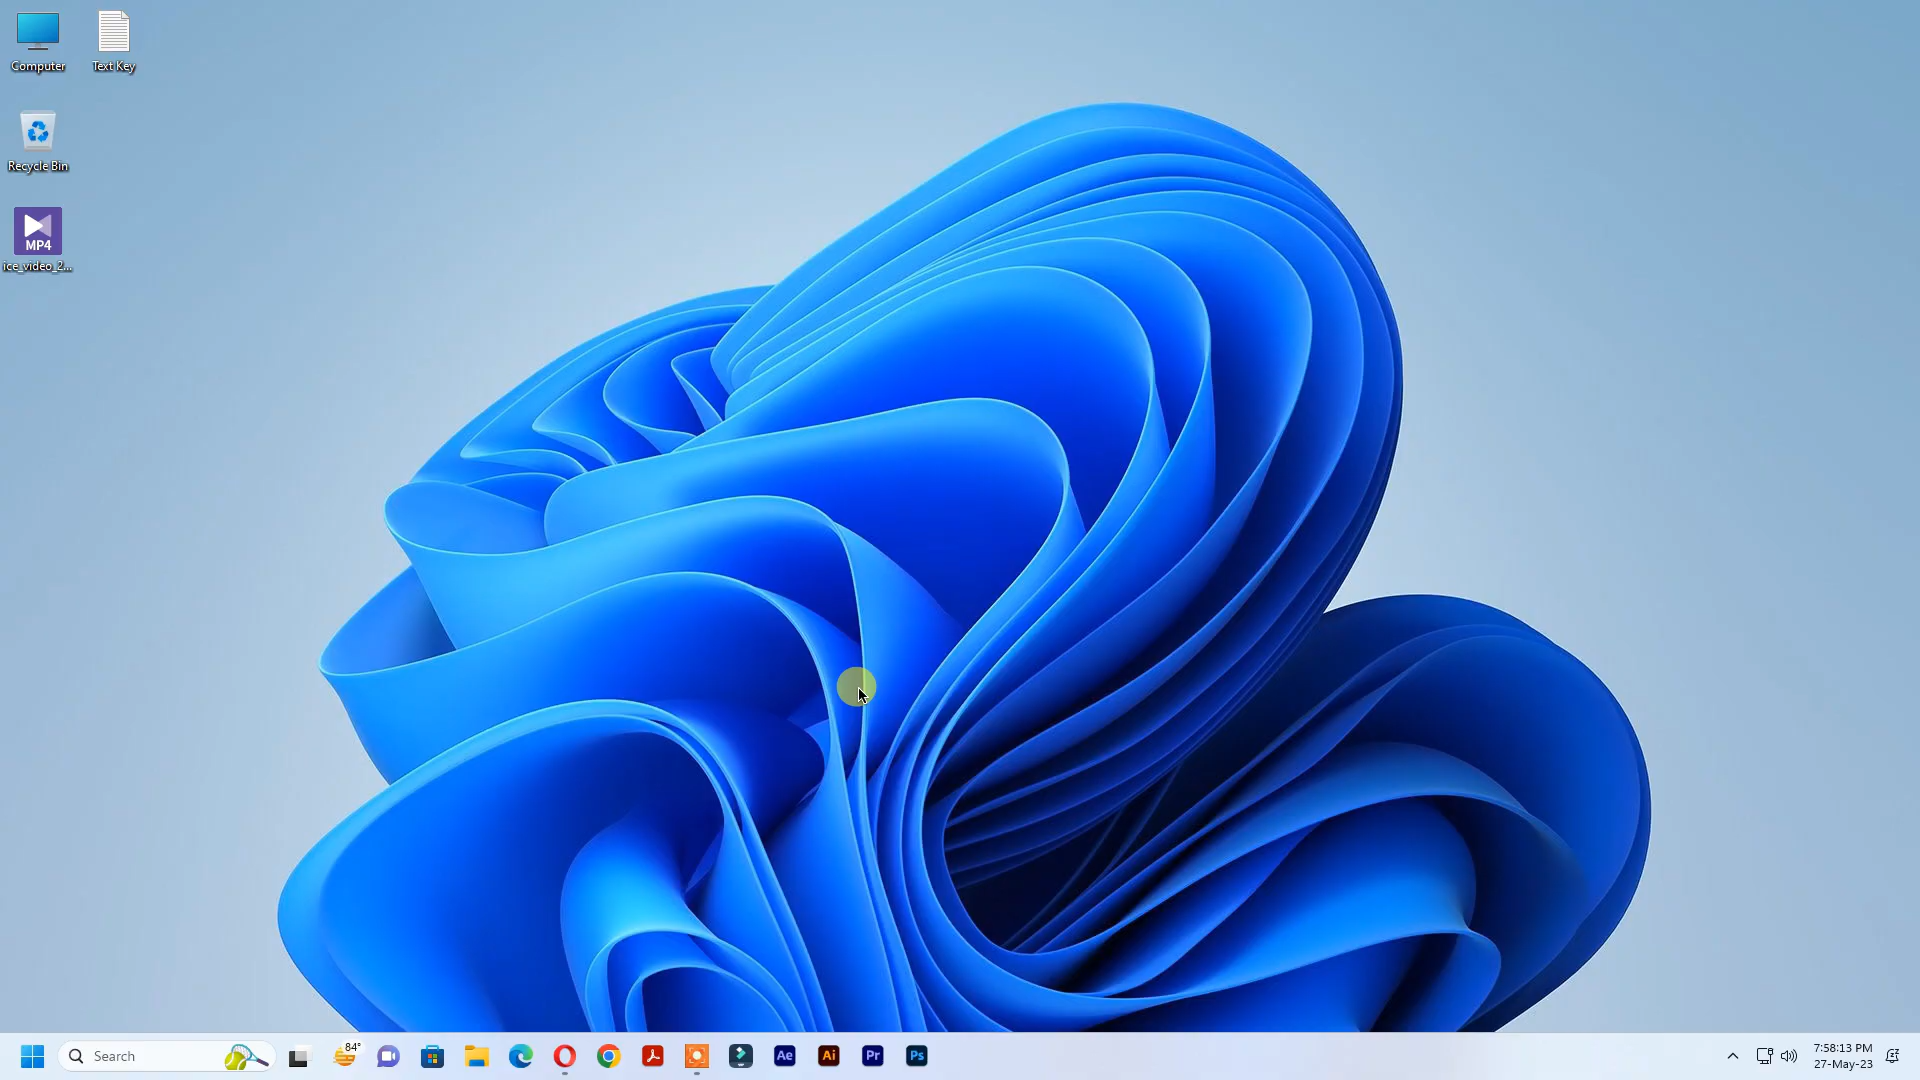 Computer
Text Key
Recycle Bin
MP4
ice_video_2...
Search
84°
Ae
Ai
Pr
Ps
7:58:13 PM
27-May-23